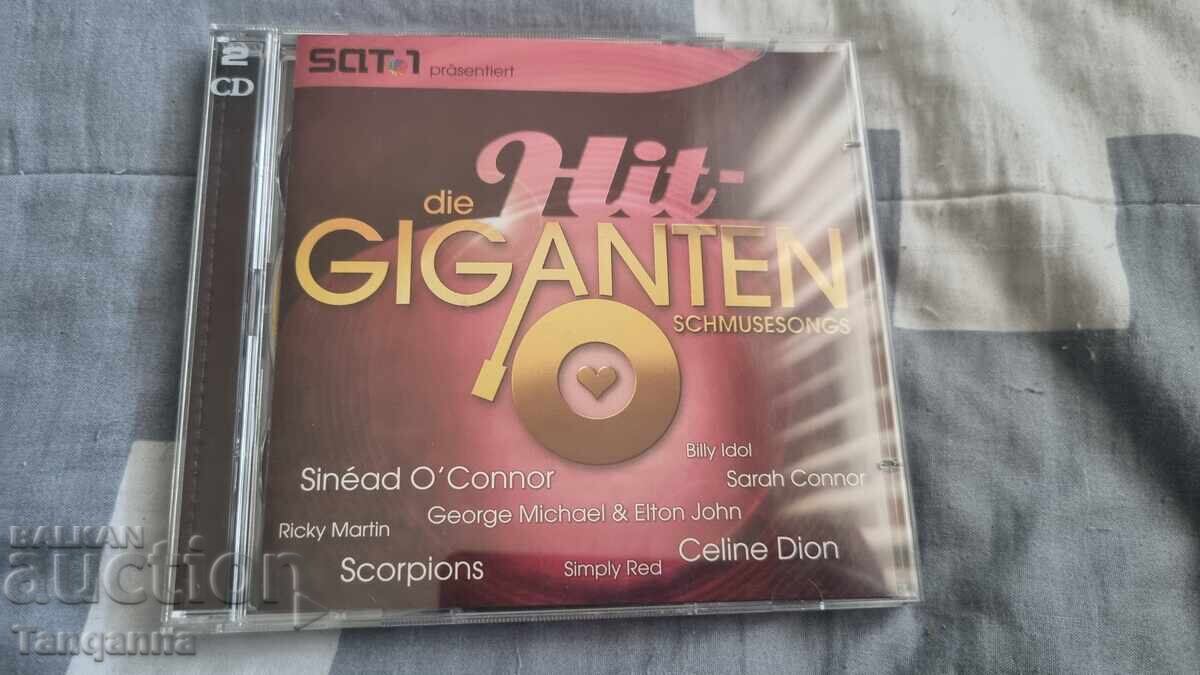 2
CD
SAT.1 präsentiert
die Hit-
GIGANTEN
SCHMUSESONGS
Billy Idol
Sinéad O'Connor
Sarah Connor
George Michael & Elton John
Ricky Martin
Celine Dion
Scorpions
Simply Red
BALKAN
auction
Tanqanna